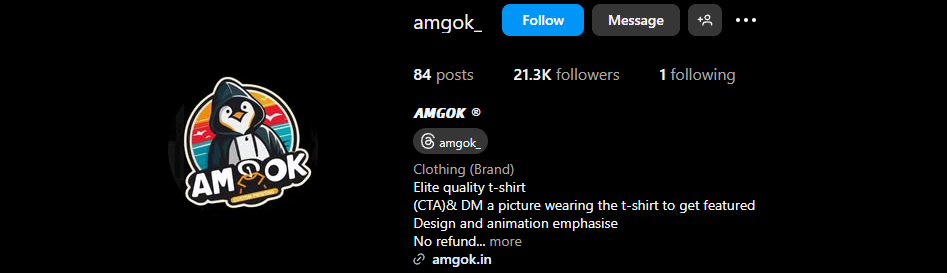 amgok_ Follow Message
84 posts 21.3K followers 1 following
AMGOK ®
amgok_
Clothing (Brand)
Elite quality t-shirt
(CTA)& DM a picture wearing the t-shirt to get featured
Design and animation emphasise
No refund... more
amgok.in
AMGOK